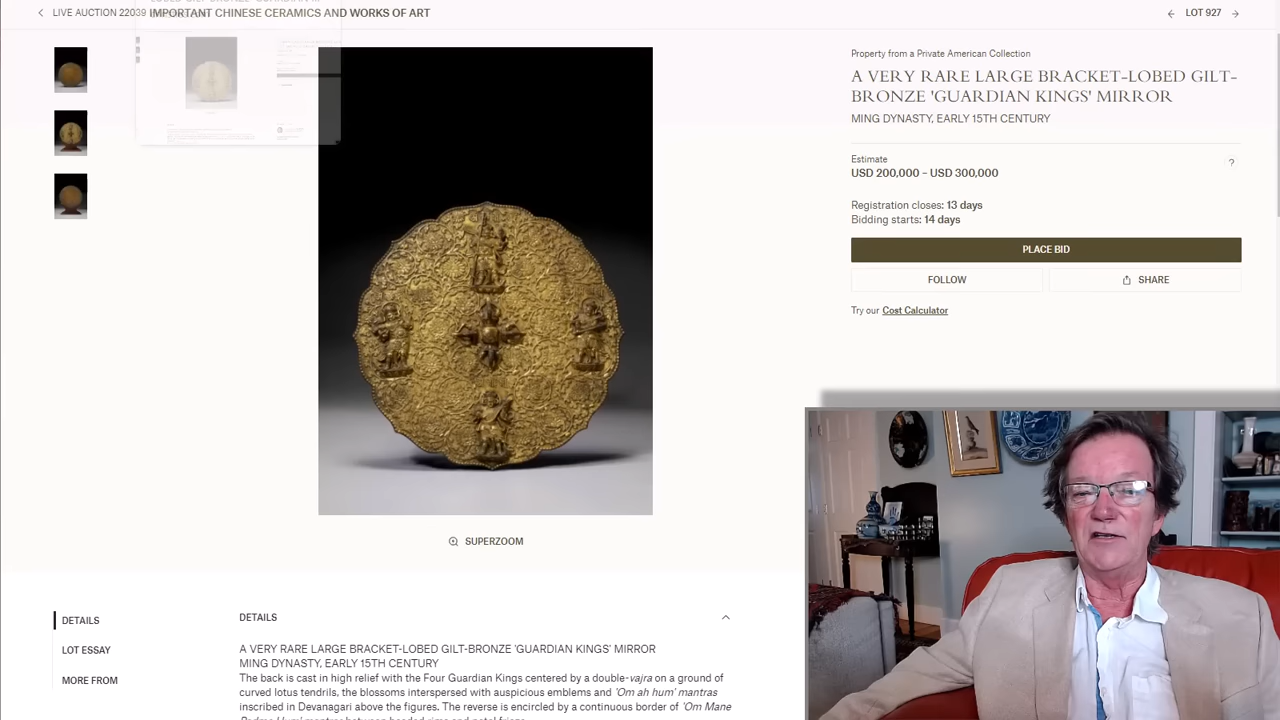 LIVE AUCTION 22039
IMPORTANT CHINESE CERAMICS AND WORKS OF ART
LOT 927
Property from a Private American Collection
A VERY RARE LARGE BRACKET-LOBED GILT-
BRONZE 'GUARDIAN KINGS' MIRROR
MING DYNASTY, EARLY 15TH CENTURY
Estimate
?
USD 200,000 – USD 300,000
Registration closes: 13 days
Bidding starts: 14 days
PLACE BID
FOLLOW
SHARE
Try our Cost Calculator
SUPERZOOM
DETAILS
LOT ESSAY
MORE FROM
DETAILS
A VERY RARE LARGE BRACKET-LOBED GILT-BRONZE 'GUARDIAN KINGS' MIRROR
MING DYNASTY, EARLY 15TH CENTURY
The back is cast in high relief with the Four Guardian Kings centered by a double-vajra on a ground of
curved lotus tendrils, the blossoms interspersed with auspicious emblems and 'Om ah hum' mantras
inscribed in Devanagari above the figures. The reverse is encircled by a continuous border of 'Om Mane